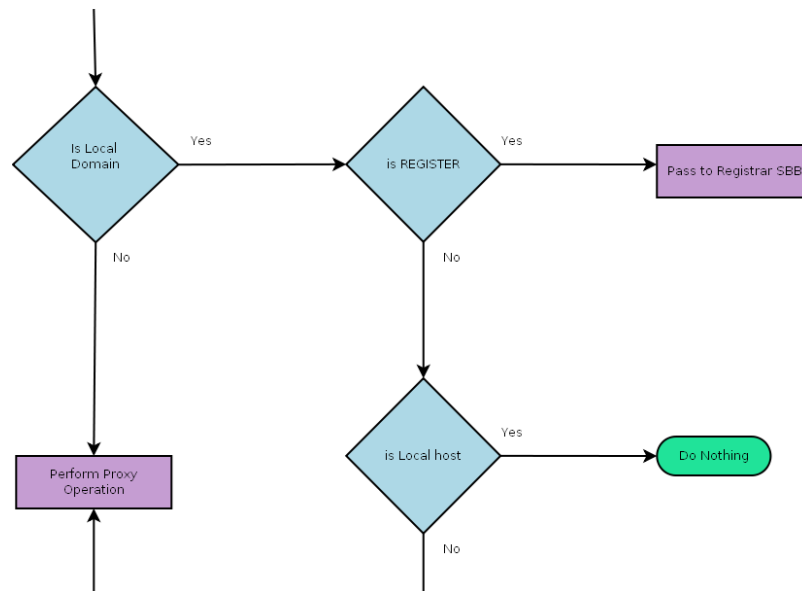 Is Local
Domain
Yes
is REGISTER
Yes
Pass to Registrar SBB
No
No
is Local host
Yes
Do Nothing
Perform Proxy
Operation
No